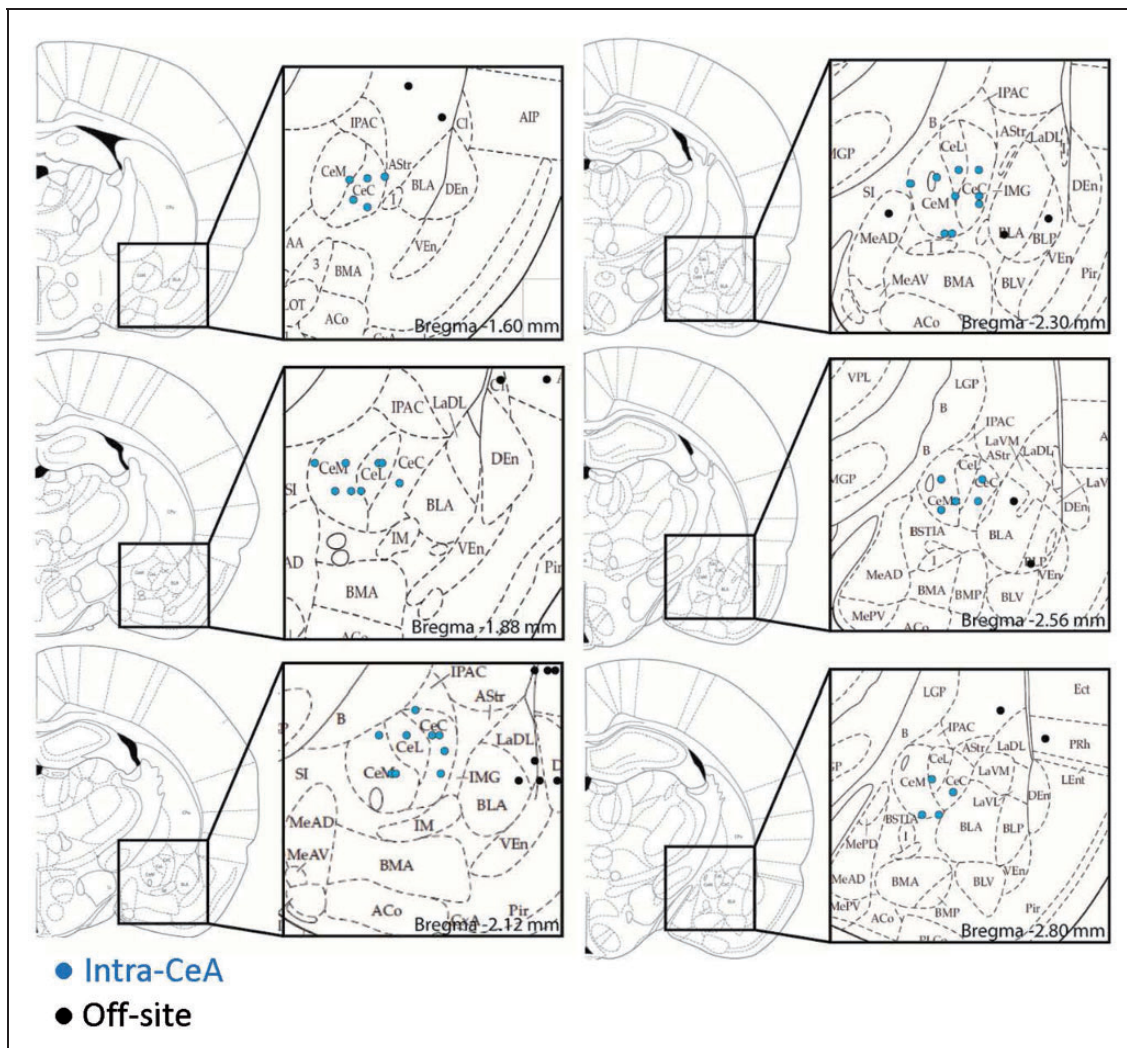 IPAC
Cl
AIP
CeM
AStr
CeC
BLA
DEn
I
VEn
AA
3
BMA
LOT
ACo
Bregma -1.60 mm
IPAC
B
AStr
LaDL
CeL
MGP
SI
CeC
IMG
DEn
CeM
MeAD
BLA
BLP
I
VEn
MeAV
BMA
BLV
Pir
ACo
Bregma -2.30 mm
Cl
A
IPAC
LaDL
CeM
CeL
CeC
DEn
SI
BLA
IM
VEn
AD
BMA
Pir
ACo
Bregma -1.88 mm
VPL
LGP
B
IPAC
LaVM
B
AStr
LaDL
A
CeL
MGP
CeC
LaV
CeM
DEn
BSTIA
BLA
I
BLP
VEn
MeAD
BMA
BMP
BLV
MePV
ACo
Bregma -2.56 mm
IPAC
AStr
B
CeC
CeL
LaDL
SI
CeM
IMG
D
BLA
MeAD
IM
VEn
MeAV
BMA
ACo
CxA
Pir
Bregma -2.12 mm
LGP
Ect
B
IPAC
AStr
LaDL
PRh
GP
CeL
LaVM
LEnt
CeM
CeC
LaVL
DEn
BSTIA
I
BLA
BLP
MePD
VEn
MeAD
BMA
BLV
MePV
BMP
Pir
ACo
PLCo
Bregma -2.80 mm
Intra-CeA
Off-site